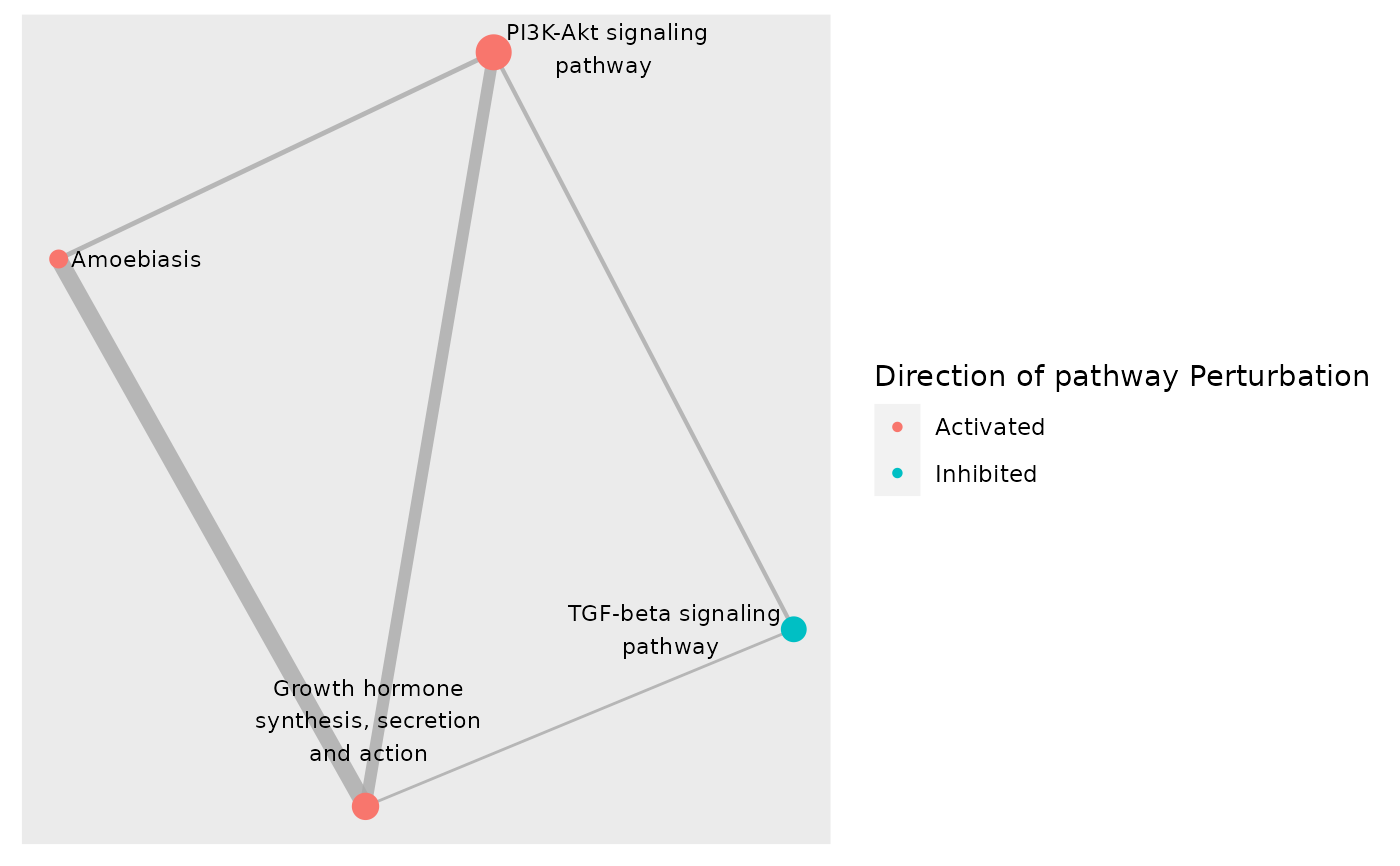 PI3K-Akt signaling
pathway
Amoebiasis
TGF-beta signaling
pathway
Growth hormone
synthesis, secretion
and action
Direction of pathway Perturbation
Activated
Inhibited